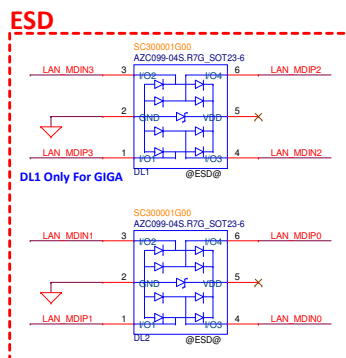 ESD
SC300001G00
AZC099-04S.R7G_SOT23-6
LAN_MDIN3 3 I/O2 I/O4 6 LAN_MDIP2
2 GND VDD 5
LAN_MDIP3 1 I/O1 I/O3 4 LAN_MDIN2
DL1 Only For GIGA DL1 @ESD@
SC300001G00
AZC099-04S.R7G_SOT23-6
LAN_MDIN1 3 I/O2 I/O4 6 LAN_MDIP0
2 GND VDD 5
LAN_MDIP1 1 I/O1 I/O3 4 LAN_MDIN0
DL2 @ESD@